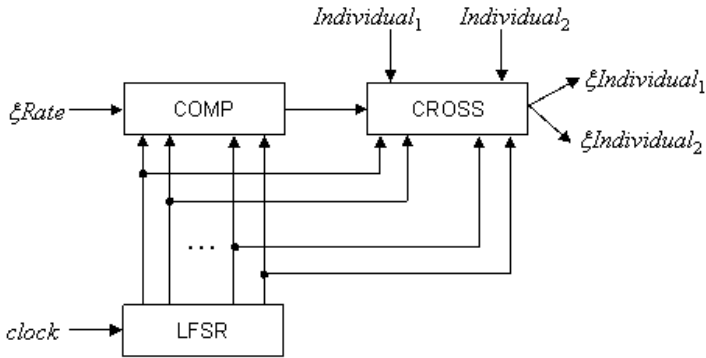 Individual₁ Individual₂
ξRate COMP CROSS ξIndividual₁
ξIndividual₂
...
clock LFSR